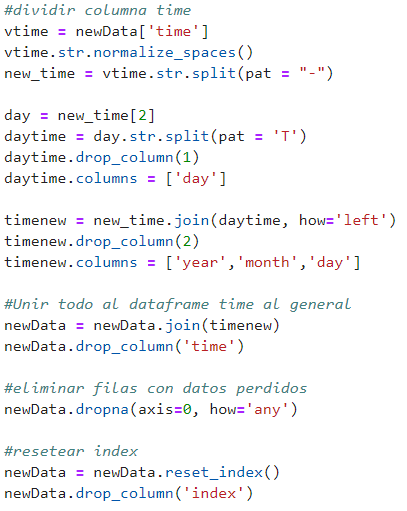 #dividir columna time
vtime = newData['time']
vtime.str.normalize_spaces()
new_time = vtime.str.split(pat = "-")

day = new_time[2]
daytime = day.str.split(pat = 'T')
daytime.drop_column(1)
daytime.columns = ['day']

timenew = new_time.join(daytime, how='left')
timenew.drop_column(2)
timenew.columns = ['year','month','day']

#Unir todo al dataframe time al general
newData = newData.join(timenew)
newData.drop_column('time')

#eliminar filas con datos perdidos
newData.dropna(axis=0, how='any')

#resetear index
newData = newData.reset_index()
newData.drop_column('index')